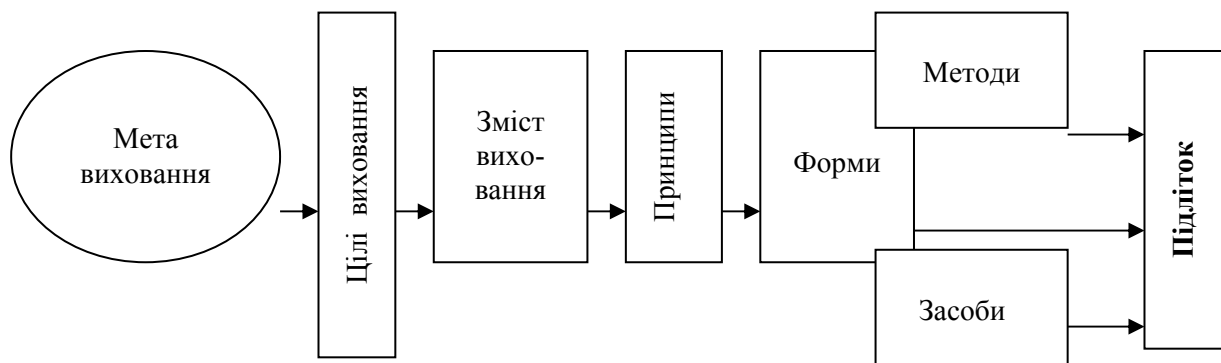 Мета
виховання
Цілі виховання
Зміст
вихо-
вання
Принципи
Форми
Методи
Засоби
Підліток